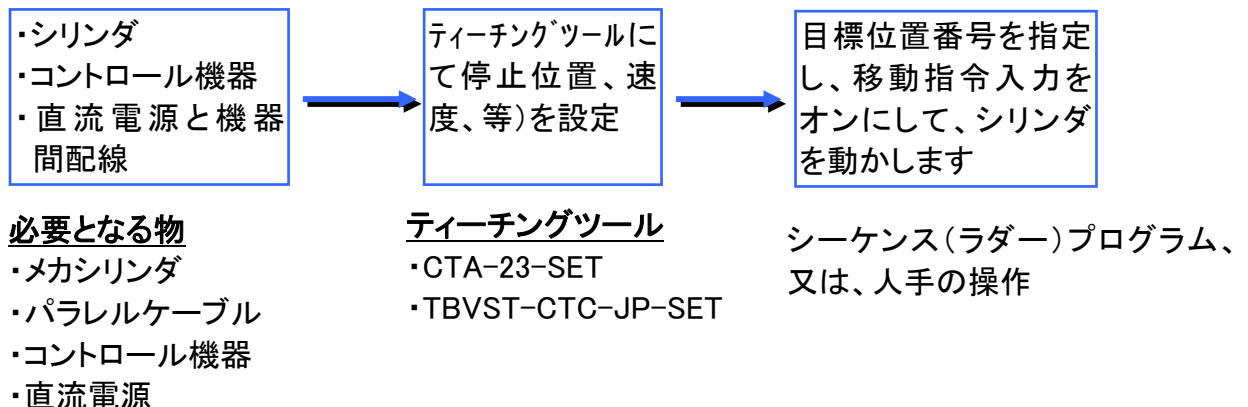 ・シリンダ
・コントロール機器
・直流電源と機器
間配線
ティーチングツールに
て停止位置、速
度、等)を設定
目標位置番号を指定
し、移動指令入力を
オンにして、シリンダ
を動かします
必要となる物
・メカシリンダ
・パラレルケーブル
・コントロール機器
・直流電源
ティーチングツール
・CTA-23-SET
・TBVST-CTC-JP-SET
シーケンス(ラダー)プログラム、
又は、人手の操作